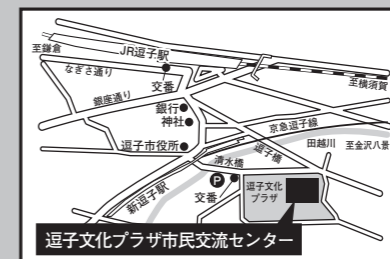 至鎌倉
JR逗子駅
なぎさ通り
交番
至横須賀
銀座通り
銀行
神社
京急逗子線
逗子市役所
逗子橋
田越川
至金沢八景
清水橋
P
新逗子駅
交番
逗子文化
プラザ
逗子文化プラザ市民交流センター